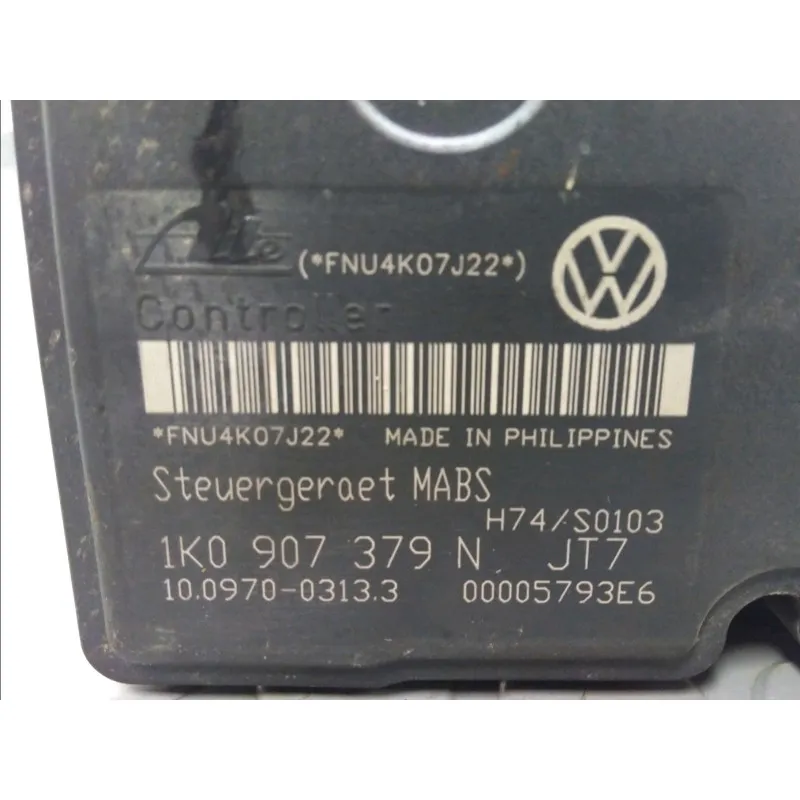 Ate (*FNU4K07J22*)
Controller
*FNU4K07J22* MADE IN PHILIPPINES
Steuergeraet MABS
H74/S0103
1K0 907 379 N JT7
10.0970-0313.3 00005793E6